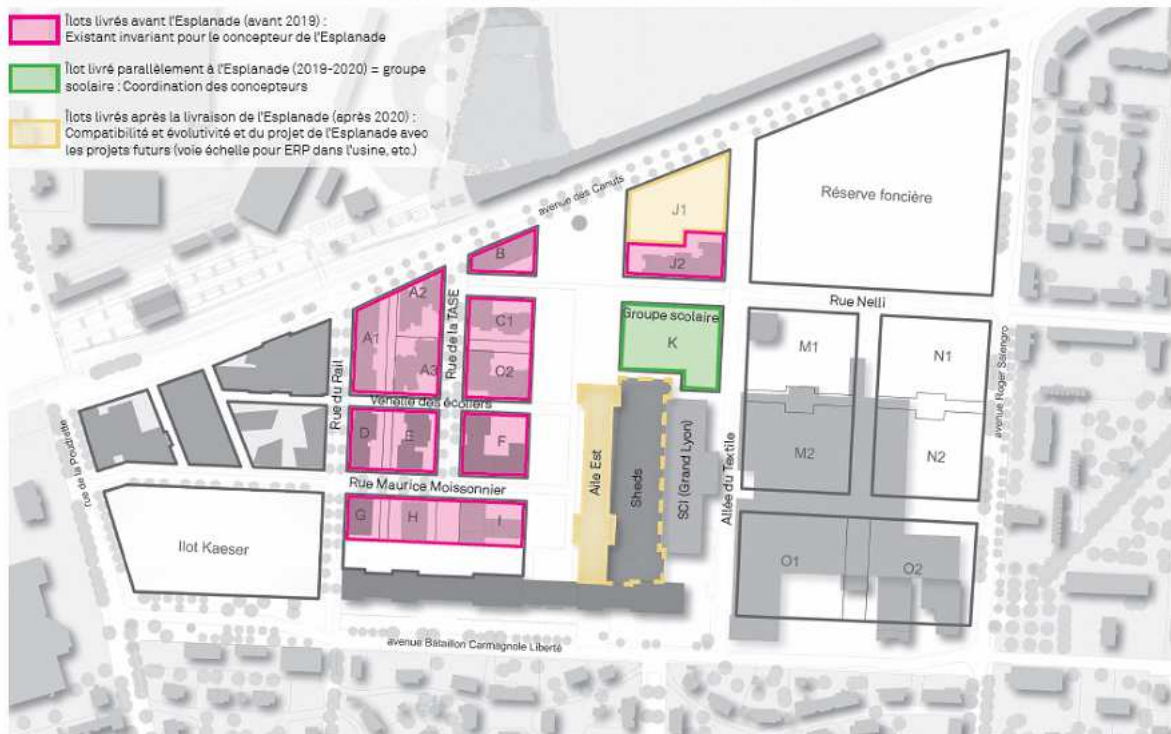 Îlots livrés avant l'Esplanade (avant 2019) :
Existant invariant pour le concepteur de l'Esplanade
Îlot livré parallèlement à l'Esplanade (2019-2020) = groupe
scolaire : Coordination des concepteurs
Îlots livrés après la livraison de l'Esplanade (après 2020) :
Compatibilité et évolutivité et du projet de l'Esplanade avec
les projets futurs (voie échelle pour ERP dans l'usine, etc.)
avenue des Canuts
Réserve foncière
J1
J2
B
Rue Nelli
A2
A1
A3
Rue de la TASE
C1
O2
Groupe scolaire
K
M1
N1
Rue du Rail
Venelle des écoliers
avenue Roger Salengro
rue de la Poudrette
D
E
F
Aile Est
Sheds
SCI (Grand Lyon)
Allée du Textile
M2
N2
Rue Maurice Moissonnier
G
H
I
Ilot Kaeser
O1
O2
avenue Bataillon Carmagnole Liberté